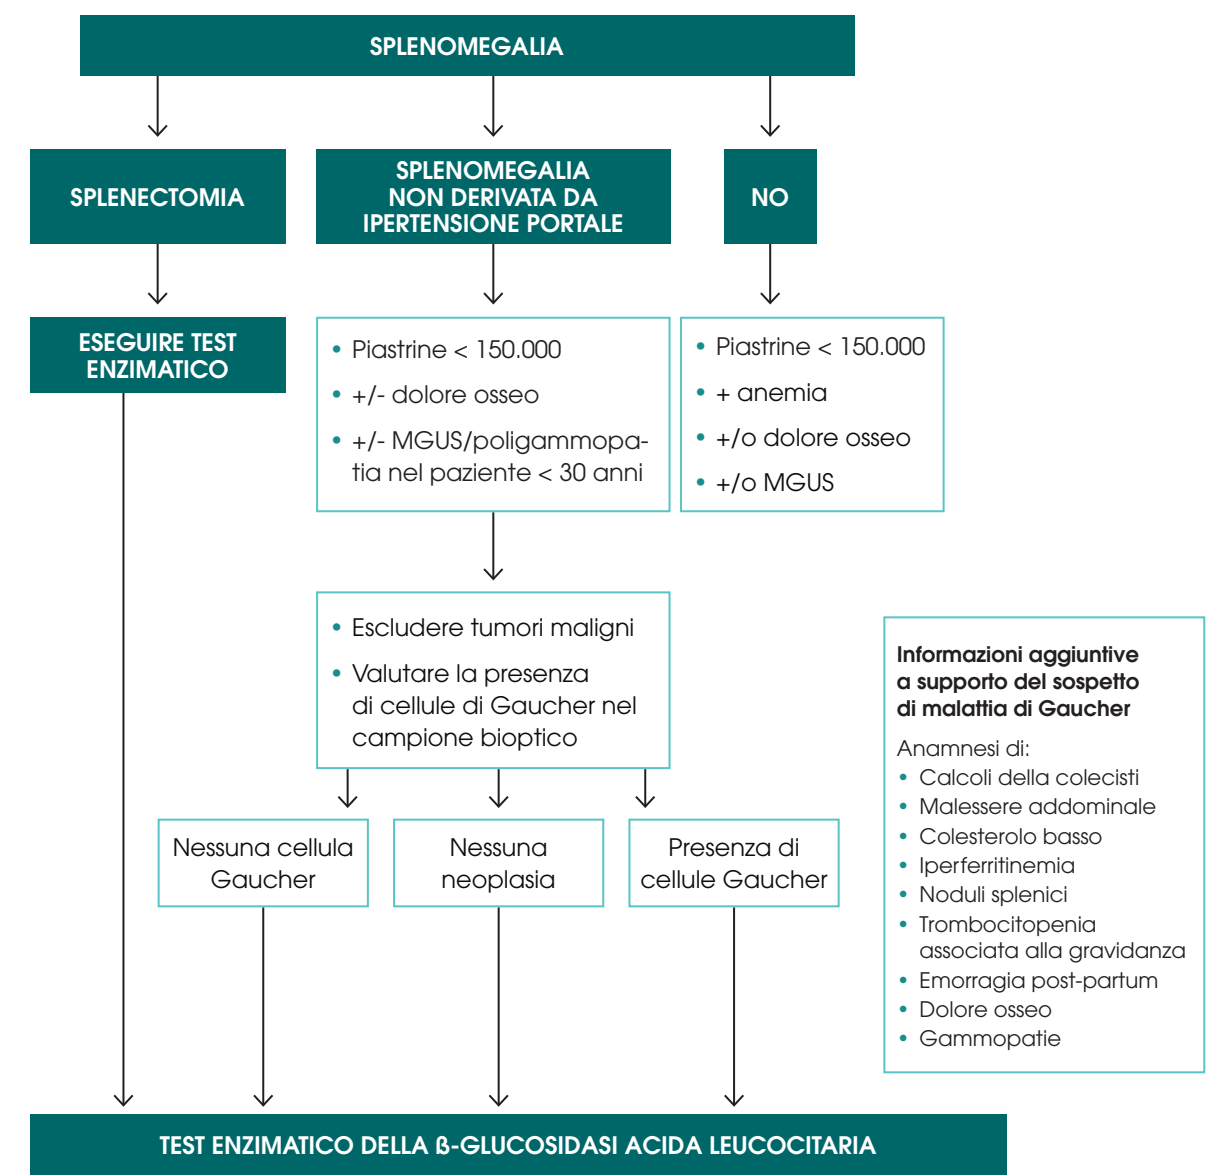 SPLENOMEGALIA
SPLENECTOMIA
SPLENOMEGALIA
NON DERIVATA DA
IPERTENSIONE PORTALE
NO
ESEGUIRE TEST
ENZIMATICO
• Piastrine < 150.000
• +/- dolore osseo
• +/- MGUS/poligammopa-
tia nel paziente < 30 anni
• Piastrine < 150.000
• + anemia
• +/o dolore osseo
• +/o MGUS
• Escludere tumori maligni
• Valutare la presenza
di cellule di Gaucher nel
campione bioptico
Nessuna cellula
Gaucher
Nessuna
neoplasia
Presenza di
cellule Gaucher
Informazioni aggiuntive
a supporto del sospetto
di malattia di Gaucher
Anamnesi di:
• Calcoli della colecisti
• Malessere addominale
• Colesterolo basso
• Iperferritinemia
• Noduli splenici
• Trombocitopenia
associata alla gravidanza
• Emorragia post-partum
• Dolore osseo
• Gammopatie
TEST ENZIMATICO DELLA ß-GLUCOSIDASI ACIDA LEUCOCITARIA